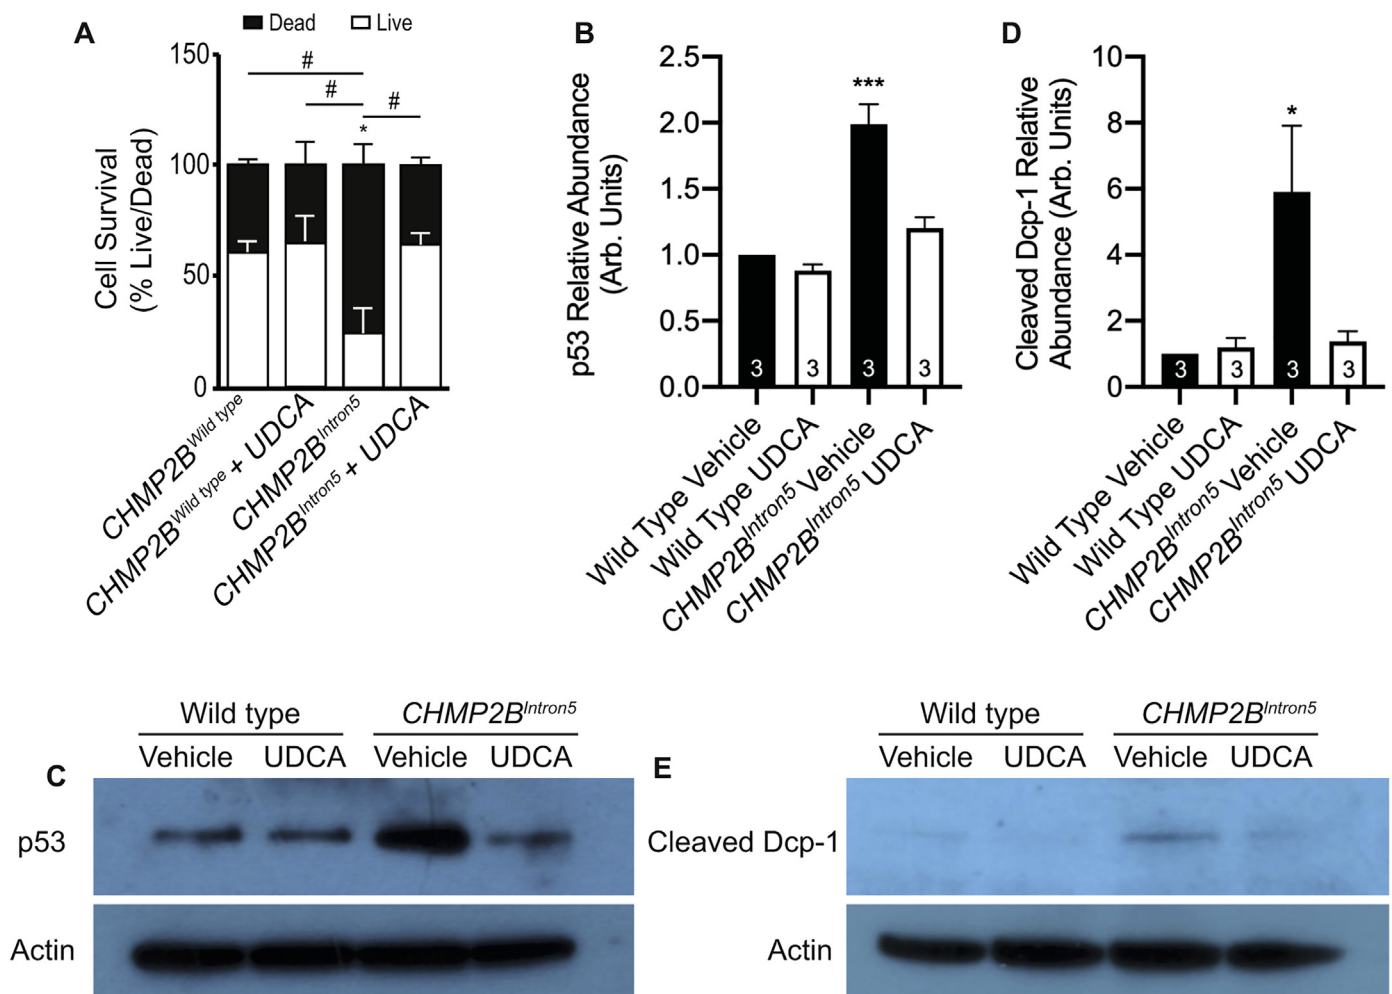 A
Dead Live
150
100
50
0
Cell Survival
(% Live/Dead)
#
#
#
*
CHMP2B^Wild type
CHMP2B^Wild type + UDCA
CHMP2B^Intron5
CHMP2B^Intron5 + UDCA
B
2.5
2.0
1.5
1.0
0.5
0.0
p53 Relative Abundance
(Arb. Units)
***
3 3 3 3
Wild Type Vehicle
Wild Type UDCA
CHMP2B^Intron5 Vehicle
CHMP2B^Intron5 UDCA
D
10
8
6
4
2
0
Cleaved Dcp-1 Relative
Abundance (Arb. Units)
*
3 3 3 3
Wild Type Vehicle
Wild Type UDCA
CHMP2B^Intron5 Vehicle
CHMP2B^Intron5 UDCA
C
Wild type CHMP2B^Intron5
Vehicle UDCA Vehicle UDCA
p53
Actin
E
Wild type CHMP2B^Intron5
Vehicle UDCA Vehicle UDCA
Cleaved Dcp-1
Actin